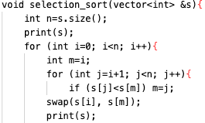 void selection_sort(vector<int> &s){
int n=s.size();
print(s);
for (int i=0; i<n; i++){
int m=i;
for (int j=i+1; j<n; j++){
if (s[j]<s[m]) m=j;
swap(s[i], s[m]);
print(s);